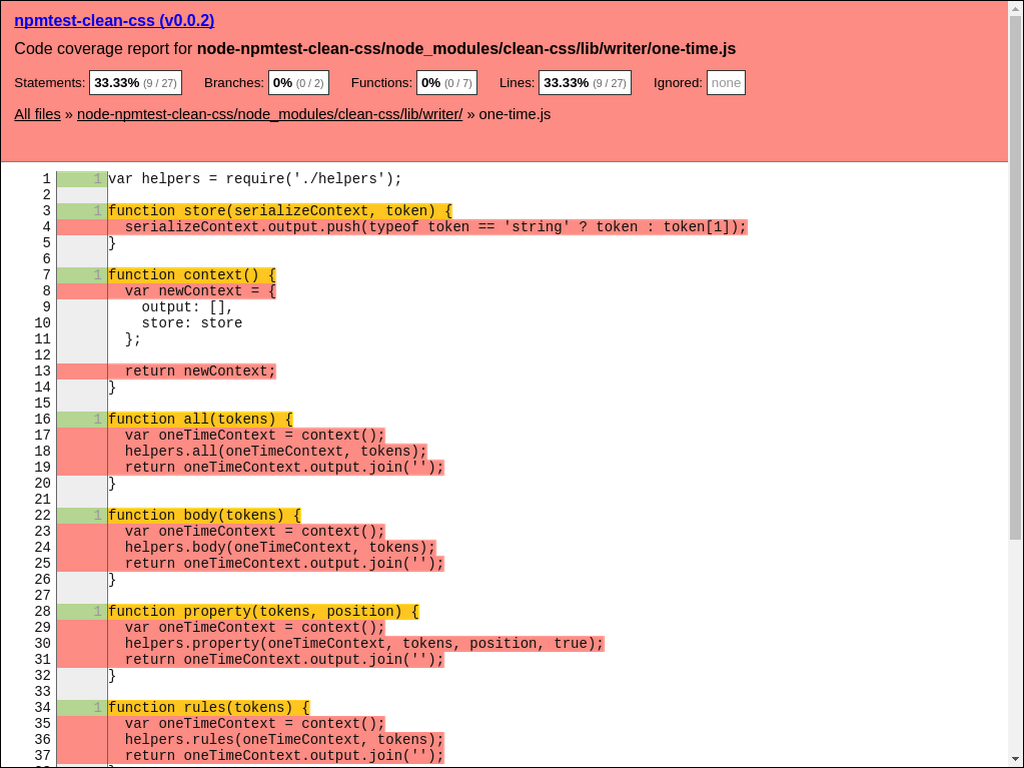 npmtest-clean-css (v0.0.2)
Code coverage report for node-npmtest-clean-css/node_modules/clean-css/lib/writer/one-time.js
Statements: 33.33% (9 / 27) Branches: 0% (0 / 2) Functions: 0% (0 / 7) Lines: 33.33% (9 / 27) Ignored: none
All files » node-npmtest-clean-css/node_modules/clean-css/lib/writer/ » one-time.js
1 1 var helpers = require('./helpers');
2
3 1 function store(serializeContext, token) {
4 serializeContext.output.push(typeof token == 'string' ? token : token[1]);
5 }
6
7 1 function context() {
8 var newContext = {
9 output: [],
10 store: store
11 };
12
13 return newContext;
14 }
15
16 1 function all(tokens) {
17 var oneTimeContext = context();
18 helpers.all(oneTimeContext, tokens);
19 return oneTimeContext.output.join('');
20 }
21
22 1 function body(tokens) {
23 var oneTimeContext = context();
24 helpers.body(oneTimeContext, tokens);
25 return oneTimeContext.output.join('');
26 }
27
28 1 function property(tokens, position) {
29 var oneTimeContext = context();
30 helpers.property(oneTimeContext, tokens, position, true);
31 return oneTimeContext.output.join('');
32 }
33
34 1 function rules(tokens) {
35 var oneTimeContext = context();
36 helpers.rules(oneTimeContext, tokens);
37 return oneTimeContext.output.join('');